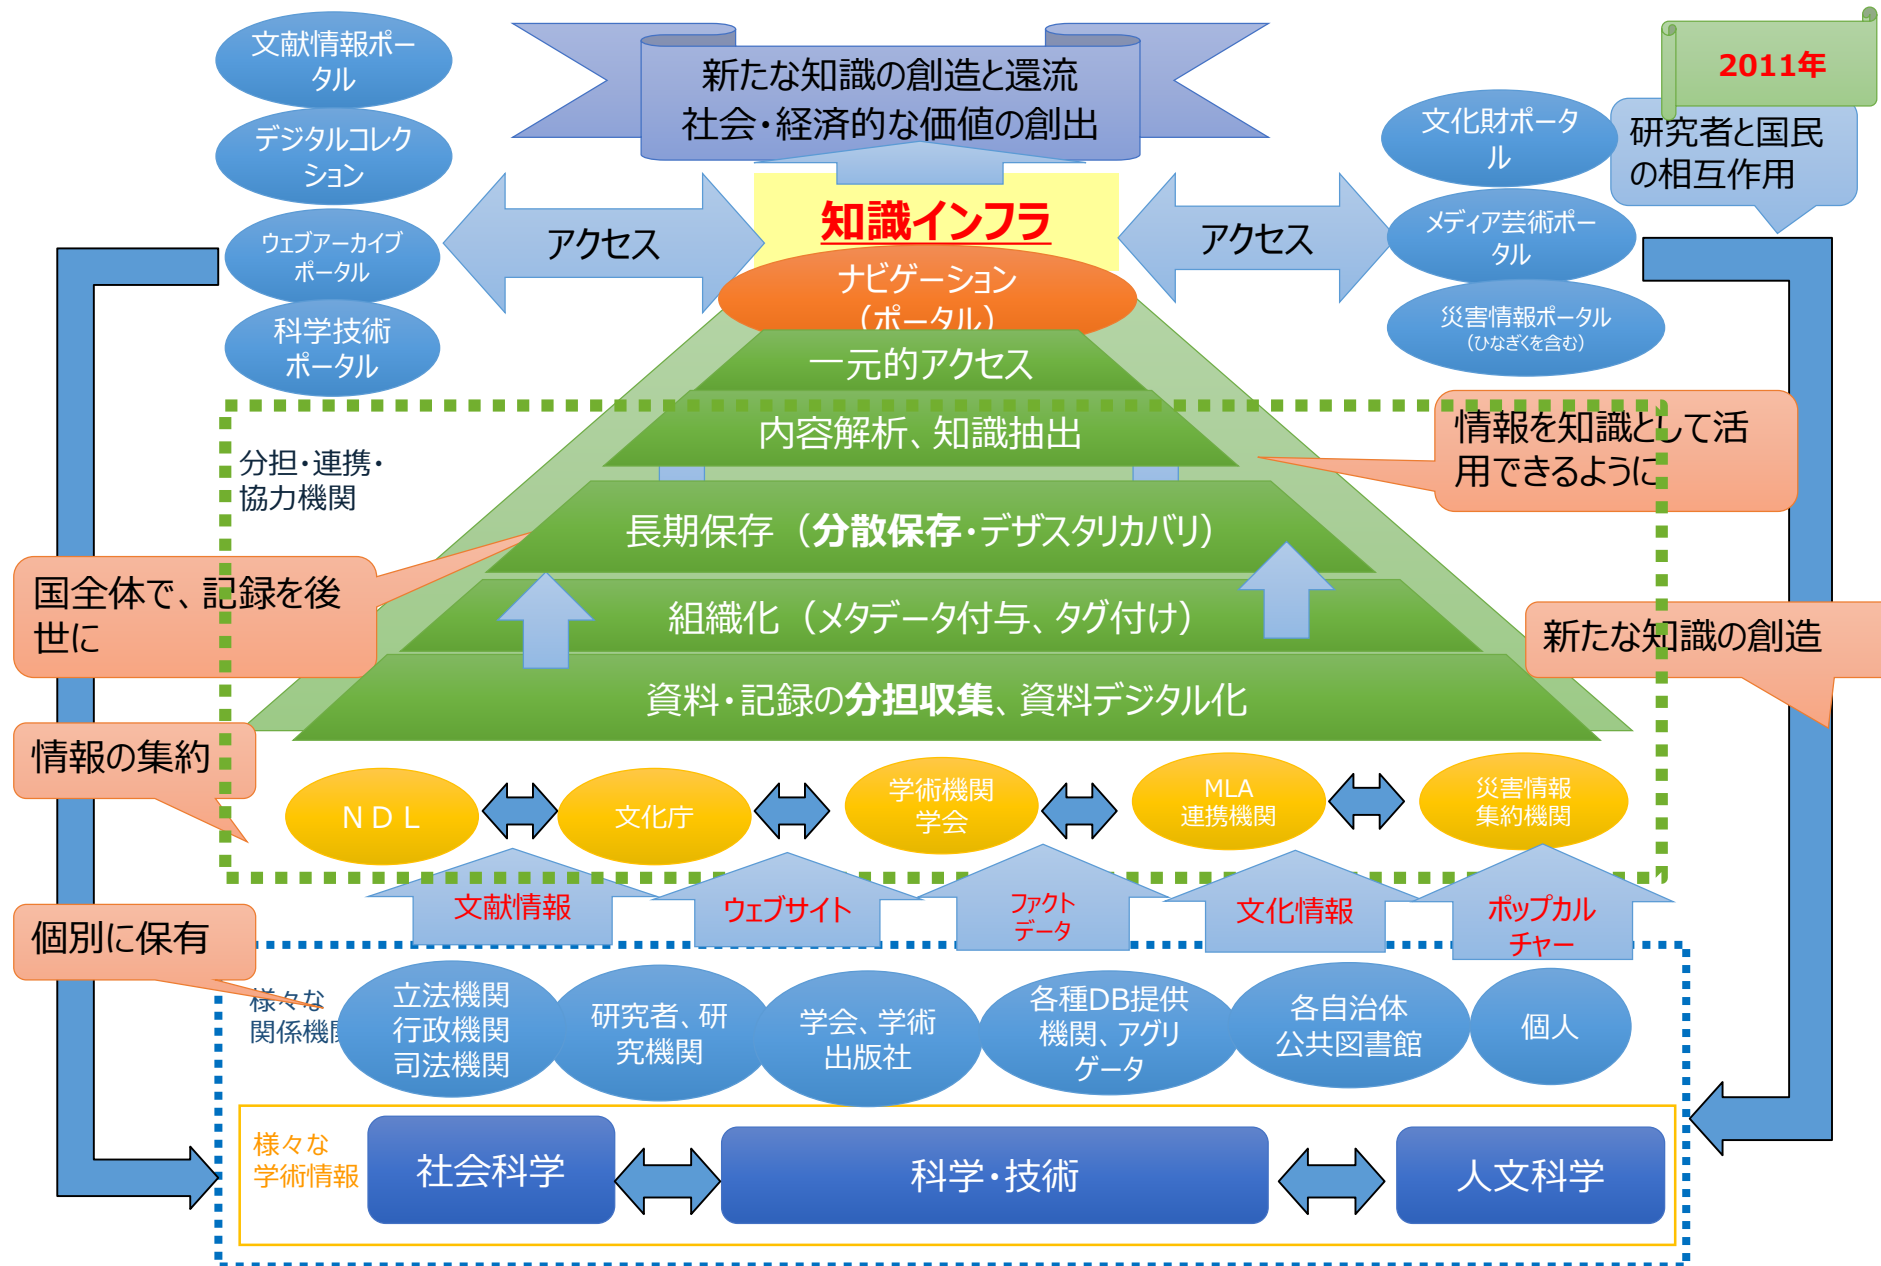 文献情報ポー
タル
デジタルコレク
ション
ウェブアーカイブ
ポータル
科学技術
ポータル
新たな知識の創造と還流
社会・経済的な価値の創出
2011年
文化財ポータ
ル
研究者と国民
の相互作用
メディア芸術ポー
タル
災害情報ポータル
（ひなぎくを含む）
アクセス
知識インフラ
アクセス
ナビゲーション
（ポータル）
一元的アクセス
内容解析、知識抽出
情報を知識として活
用できるように
分担・連携・
協力機関
長期保存（分散保存・デザスタリカバリ）
国全体で、記録を後
世に
組織化（メタデータ付与、タグ付け）
新たな知識の創造
資料・記録の分担収集、資料デジタル化
情報の集約
ＮＤＬ
文化庁
学術機関
学会
MLA
連携機関
災害情報
集約機関
文献情報
ウェブサイト
ファクト
データ
文化情報
ポップカル
チャー
個別に保有
様々な
関係機関
立法機関
行政機関
司法機関
研究者、研
究機関
学会、学術
出版社
各種DB提供
機関、アグリ
ゲータ
各自治体
公共図書館
個人
様々な
学術情報
社会科学
科学・技術
人文科学